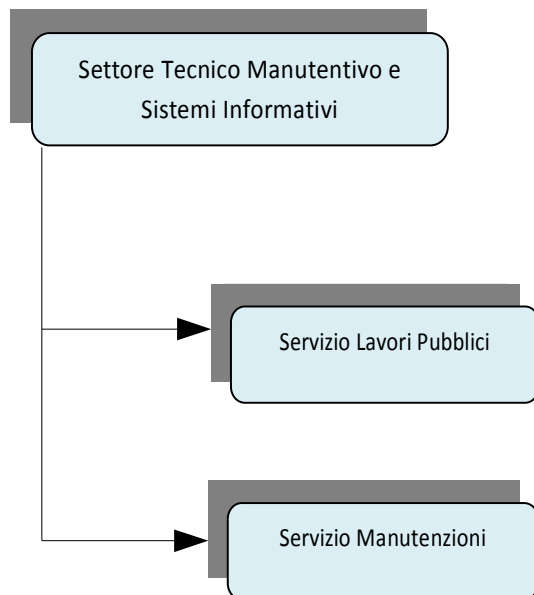 Settore Tecnico Manutentivo e
Sistemi Informativi
Servizio Lavori Pubblici
Servizio Manutenzioni